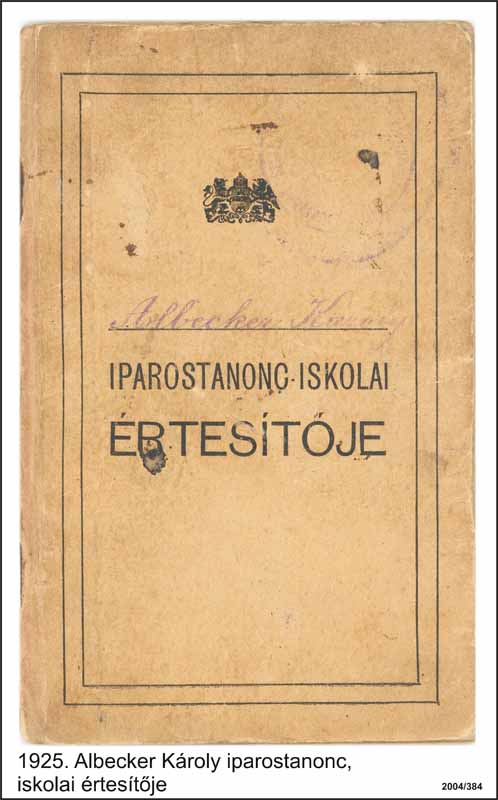 Albecker Károly
IPAROSTANONC-ISKOLAI
ÉRTESÍTŐJE
1925. Albecker Károly iparostanonc,
iskolai értesítője
2004/384